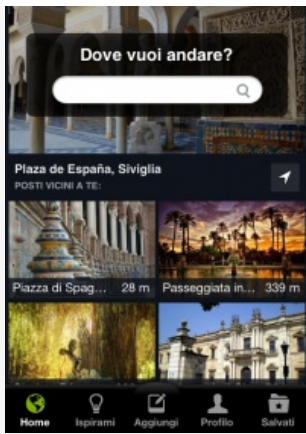 Dove vuoi andare?
Plaza de España, Siviglia
POSTI VICINI A TE:
Piazza di Spag... 28 m
Passeggiata in... 339 m
Home Ispirami Aggiungi Profilo Salvati